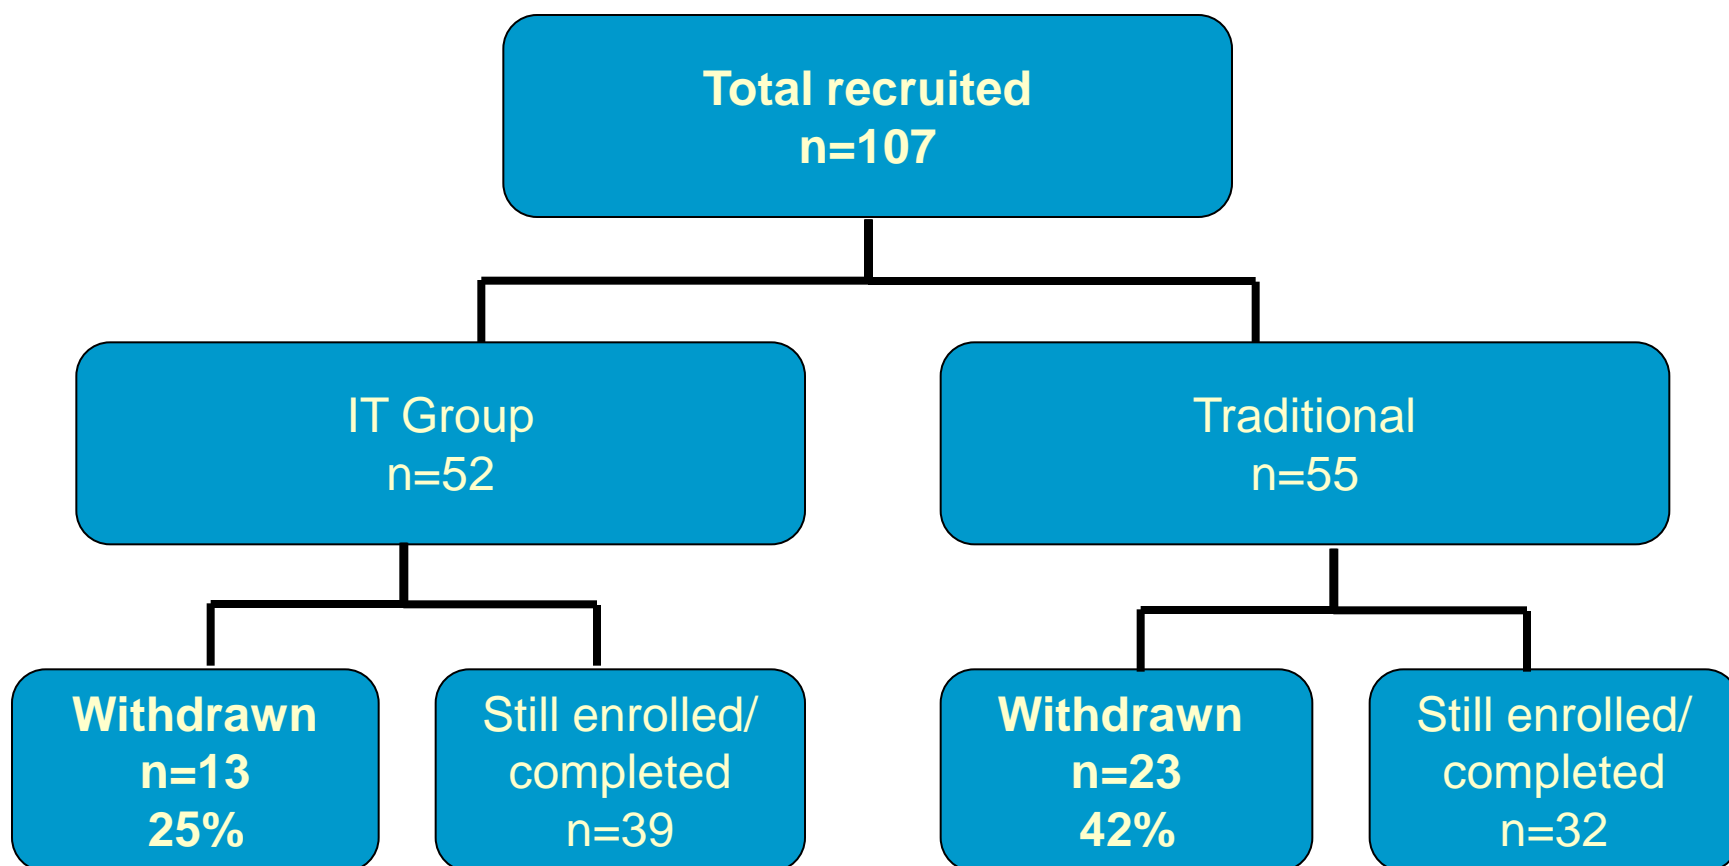 Total recruited
n=107
IT Group
n=52
Traditional
n=55
Withdrawn
n=13
25%
Still enrolled/
completed
n=39
Withdrawn
n=23
42%
Still enrolled/
completed
n=32